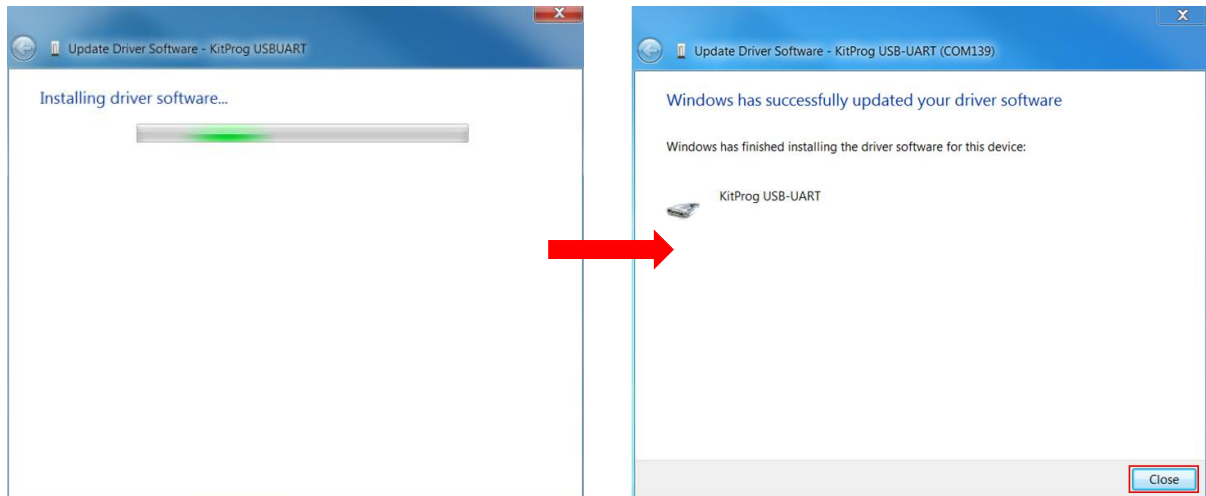 X
Update Driver Software - KitProg USBUART
Installing driver software...
X
Update Driver Software - KitProg USB-UART (COM139)
Windows has successfully updated your driver software
Windows has finished installing the driver software for this device:
KitProg USB-UART
Close